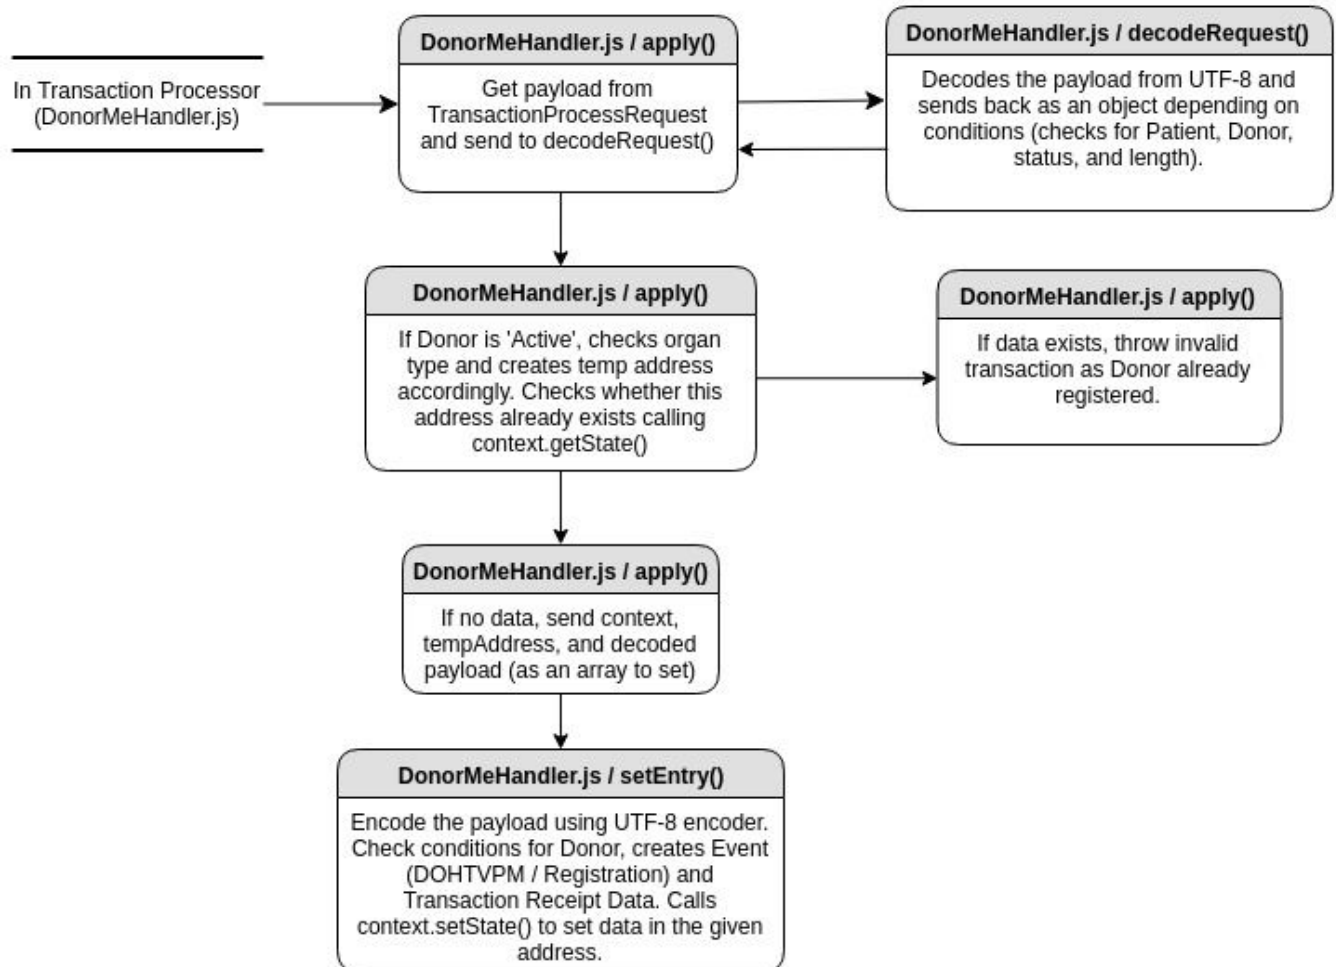 In Transaction Processor
(DonorMeHandler.js)
DonorMeHandler.js / apply()
Get payload from
TransactionProcessRequest
and send to decodeRequest()
DonorMeHandler.js / decodeRequest()
Decodes the payload from UTF-8 and
sends back as an object depending on
conditions (checks for Patient, Donor,
status, and length).
DonorMeHandler.js / apply()
If Donor is 'Active', checks organ
type and creates temp address
accordingly. Checks whether this
address already exists calling
context.getState()
DonorMeHandler.js / apply()
If data exists, throw invalid
transaction as Donor already
registered.
DonorMeHandler.js / apply()
If no data, send context,
tempAddress, and decoded
payload (as an array to set)
DonorMeHandler.js / setEntry()
Encode the payload using UTF-8 encoder.
Check conditions for Donor, creates Event
(DOHTVPM / Registration) and
Transaction Receipt Data. Calls
context.setState() to set data in the given
address.